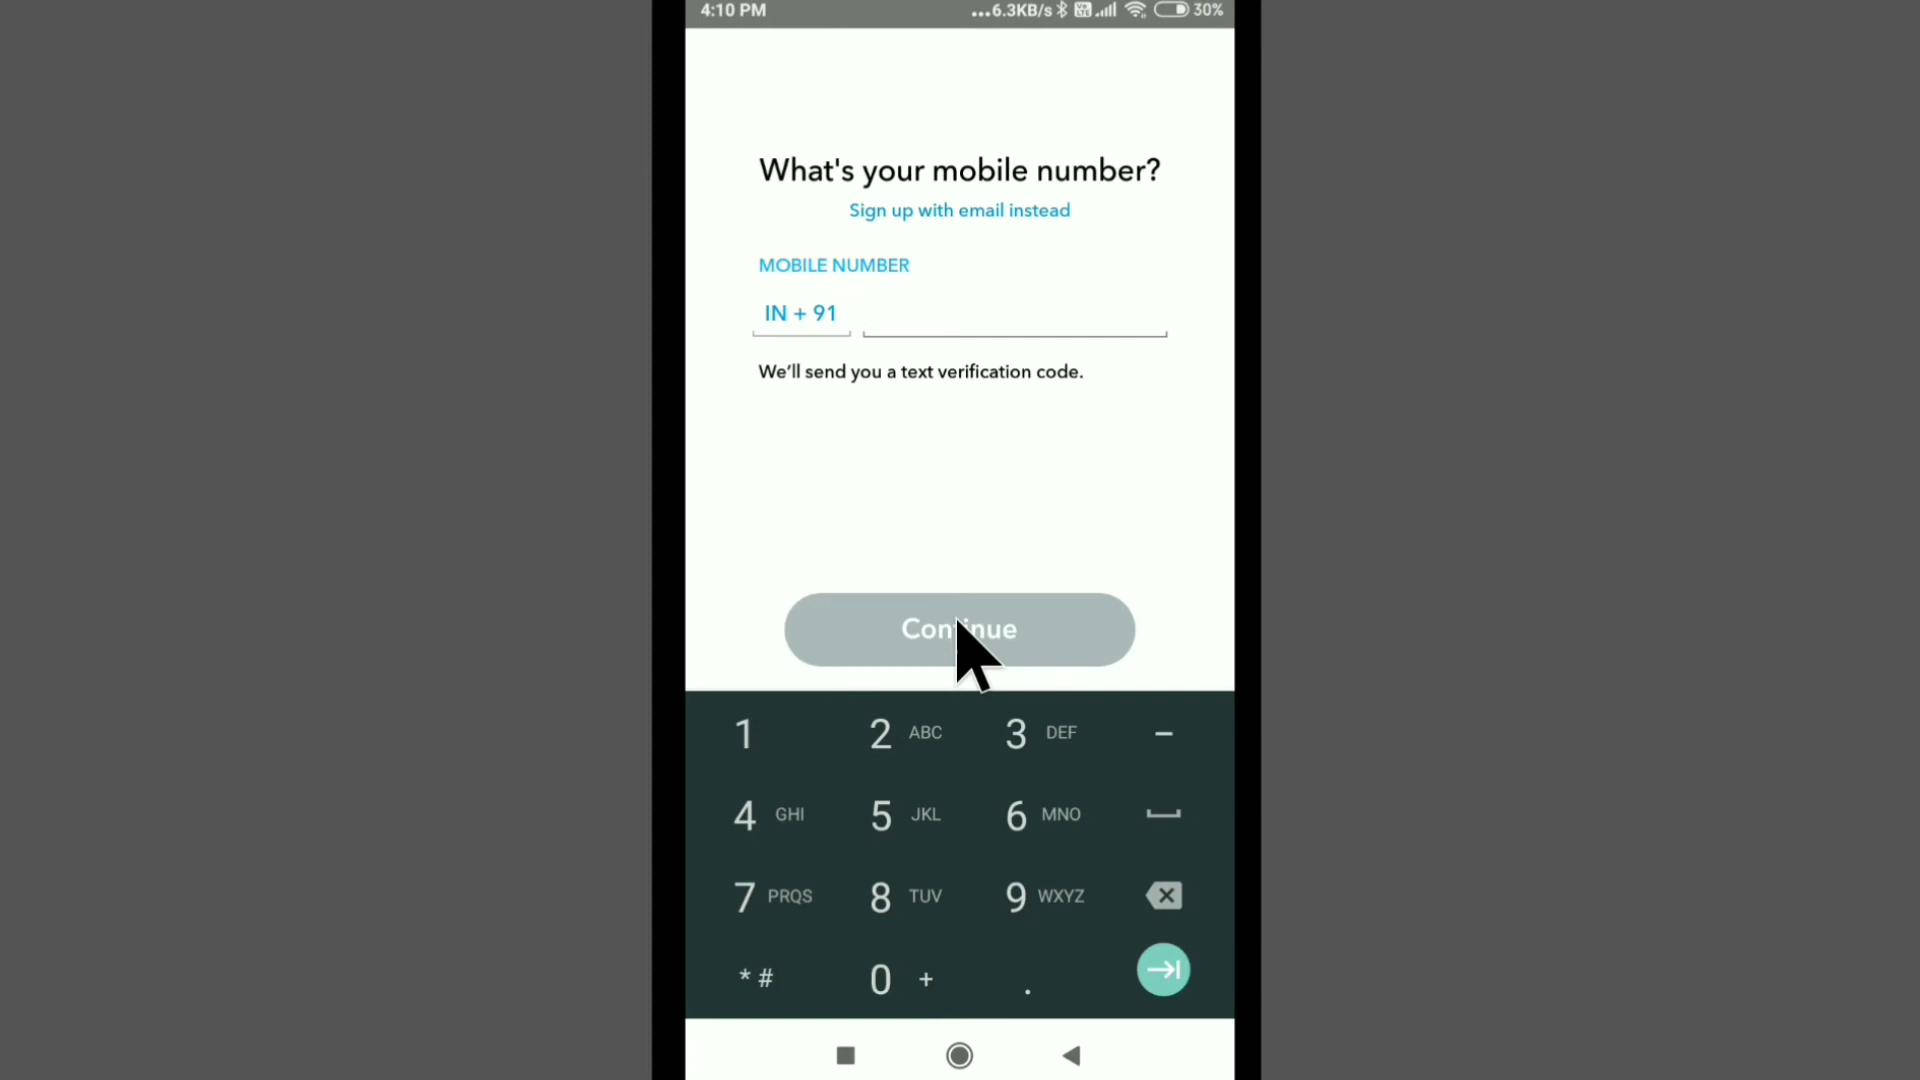 4:10 PM ...6.3KB/s 30%
What's your mobile number?
Sign up with email instead
MOBILE NUMBER
IN + 91
We'll send you a text verification code.
Continue
1 2 ABC 3 DEF –
4 GHI 5 JKL 6 MNO
7 PRQS 8 TUV 9 WXYZ
* # 0 + .